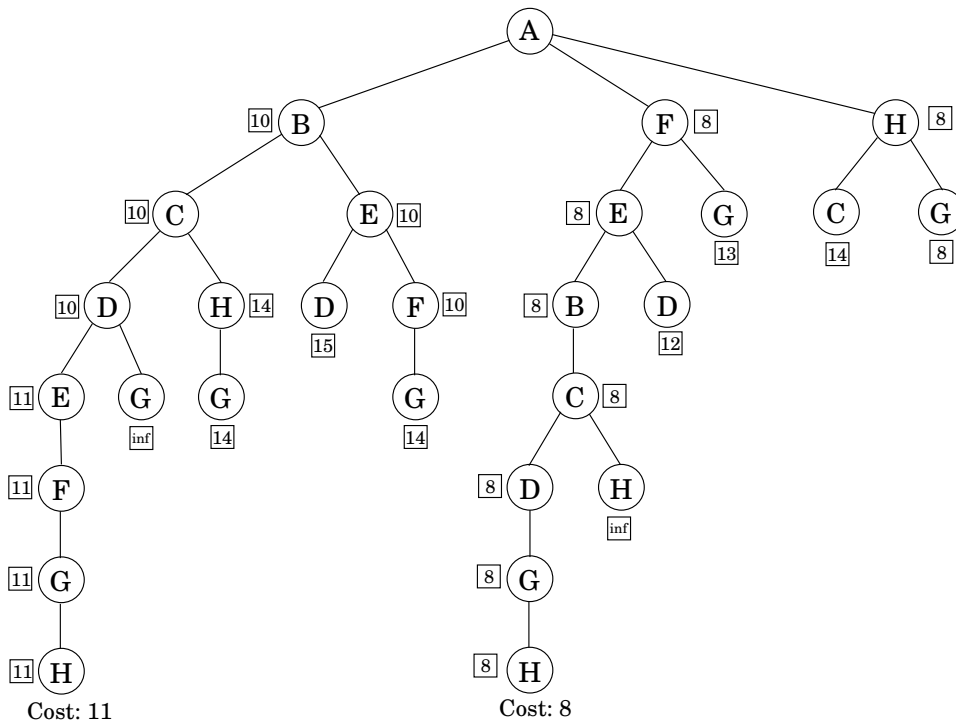 A
10 B F 8 H 8
10 C E 10 8 E G C G
13 14 8
10 D H 14 D F 10 8 B D
15 12
11 E G G G C 8
inf 14 14
11 F 8 D H
inf
11 G 8 G
11 H 8 H
Cost: 11 Cost: 8